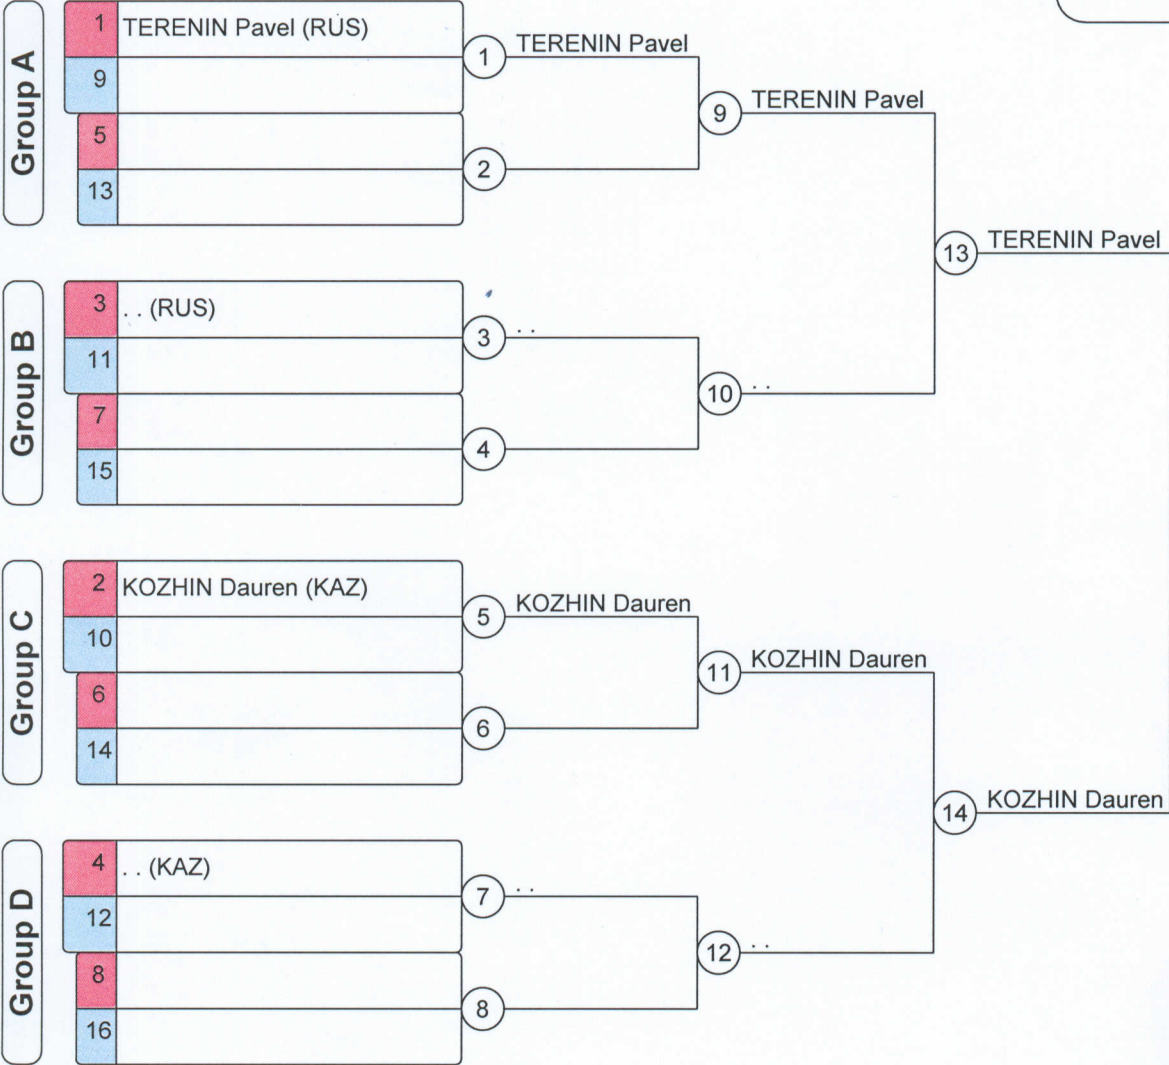 Group A
1 TERENIN Pavel (RUS)
9
5
13
1 TERENIN Pavel
2
9 TERENIN Pavel
13 TERENIN Pavel
Group B
3 . . (RUS)
11
7
15
3 . .
4
10 . .
Group C
2 KOZHIN Dauren (KAZ)
10
6
14
5 KOZHIN Dauren
6
11 KOZHIN Dauren
14 KOZHIN Dauren
Group D
4 . . (KAZ)
12
8
16
7 . .
8
12 . .